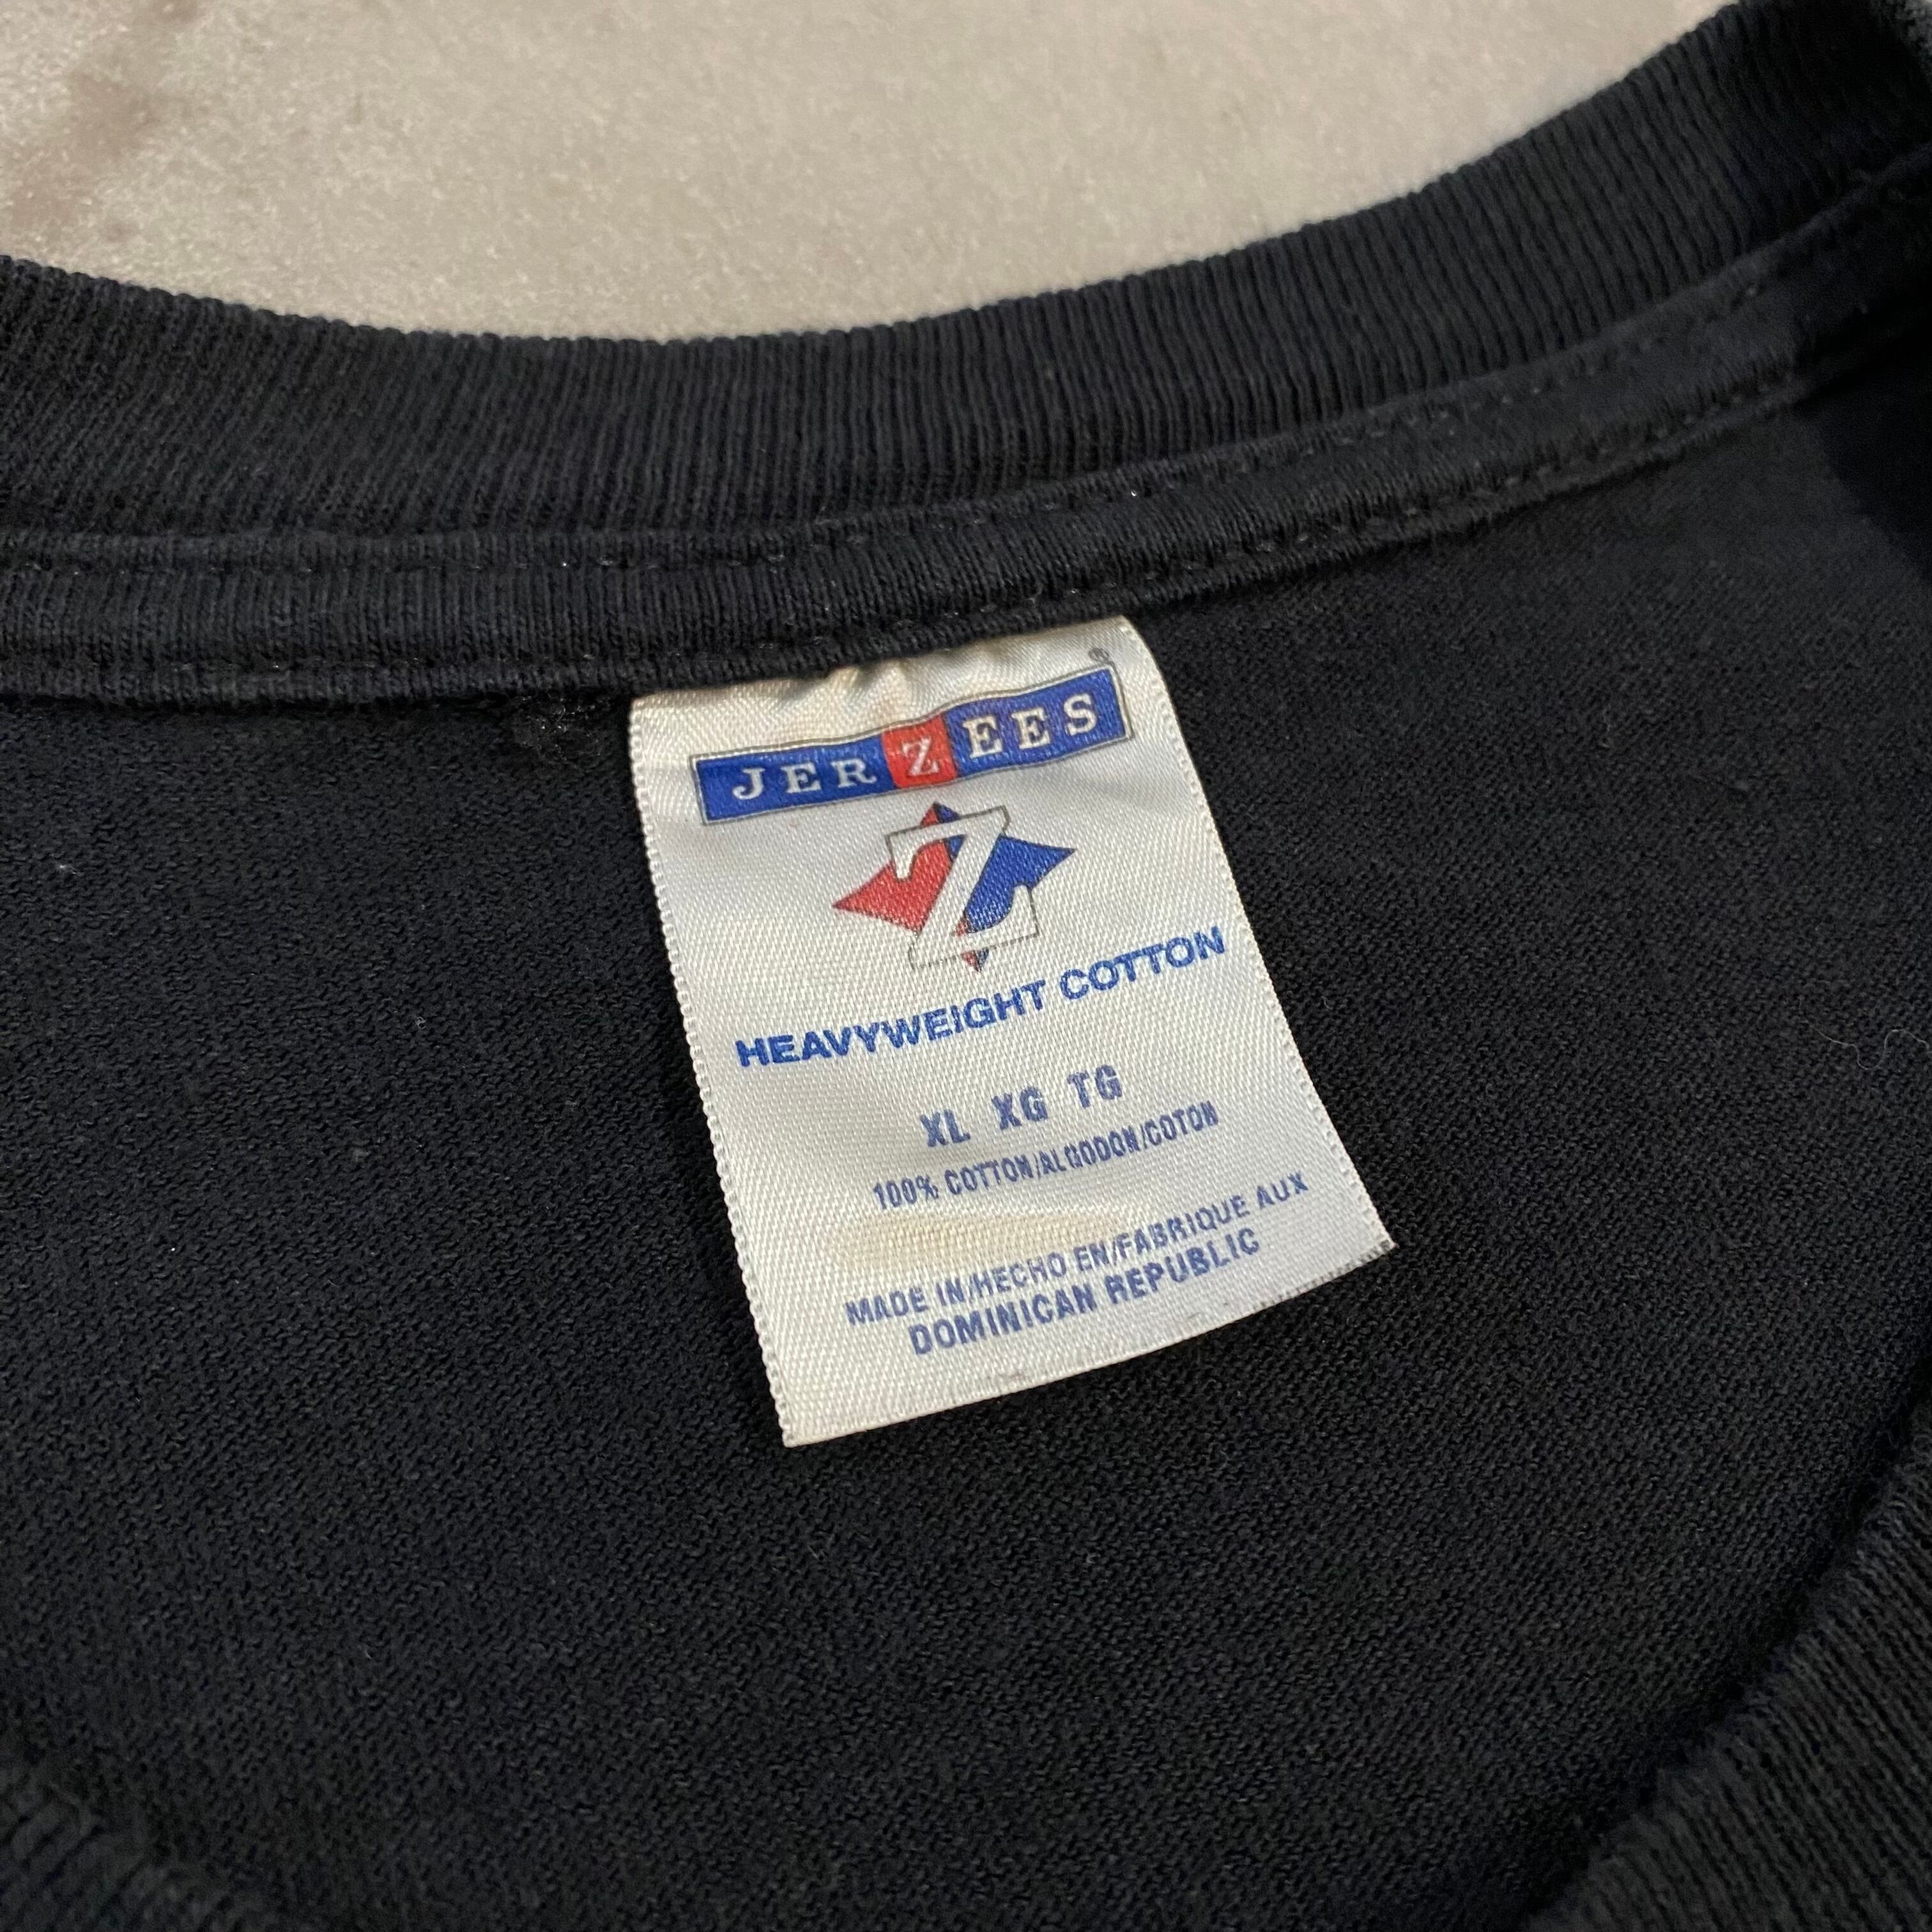 JERZEES®
Z
HEAVYWEIGHT COTTON
XL XG TG
100% COTTON/ALGODON/COTON
MADE IN/HECHO EN/FABRIQUE AUX
DOMINICAN REPUBLIC